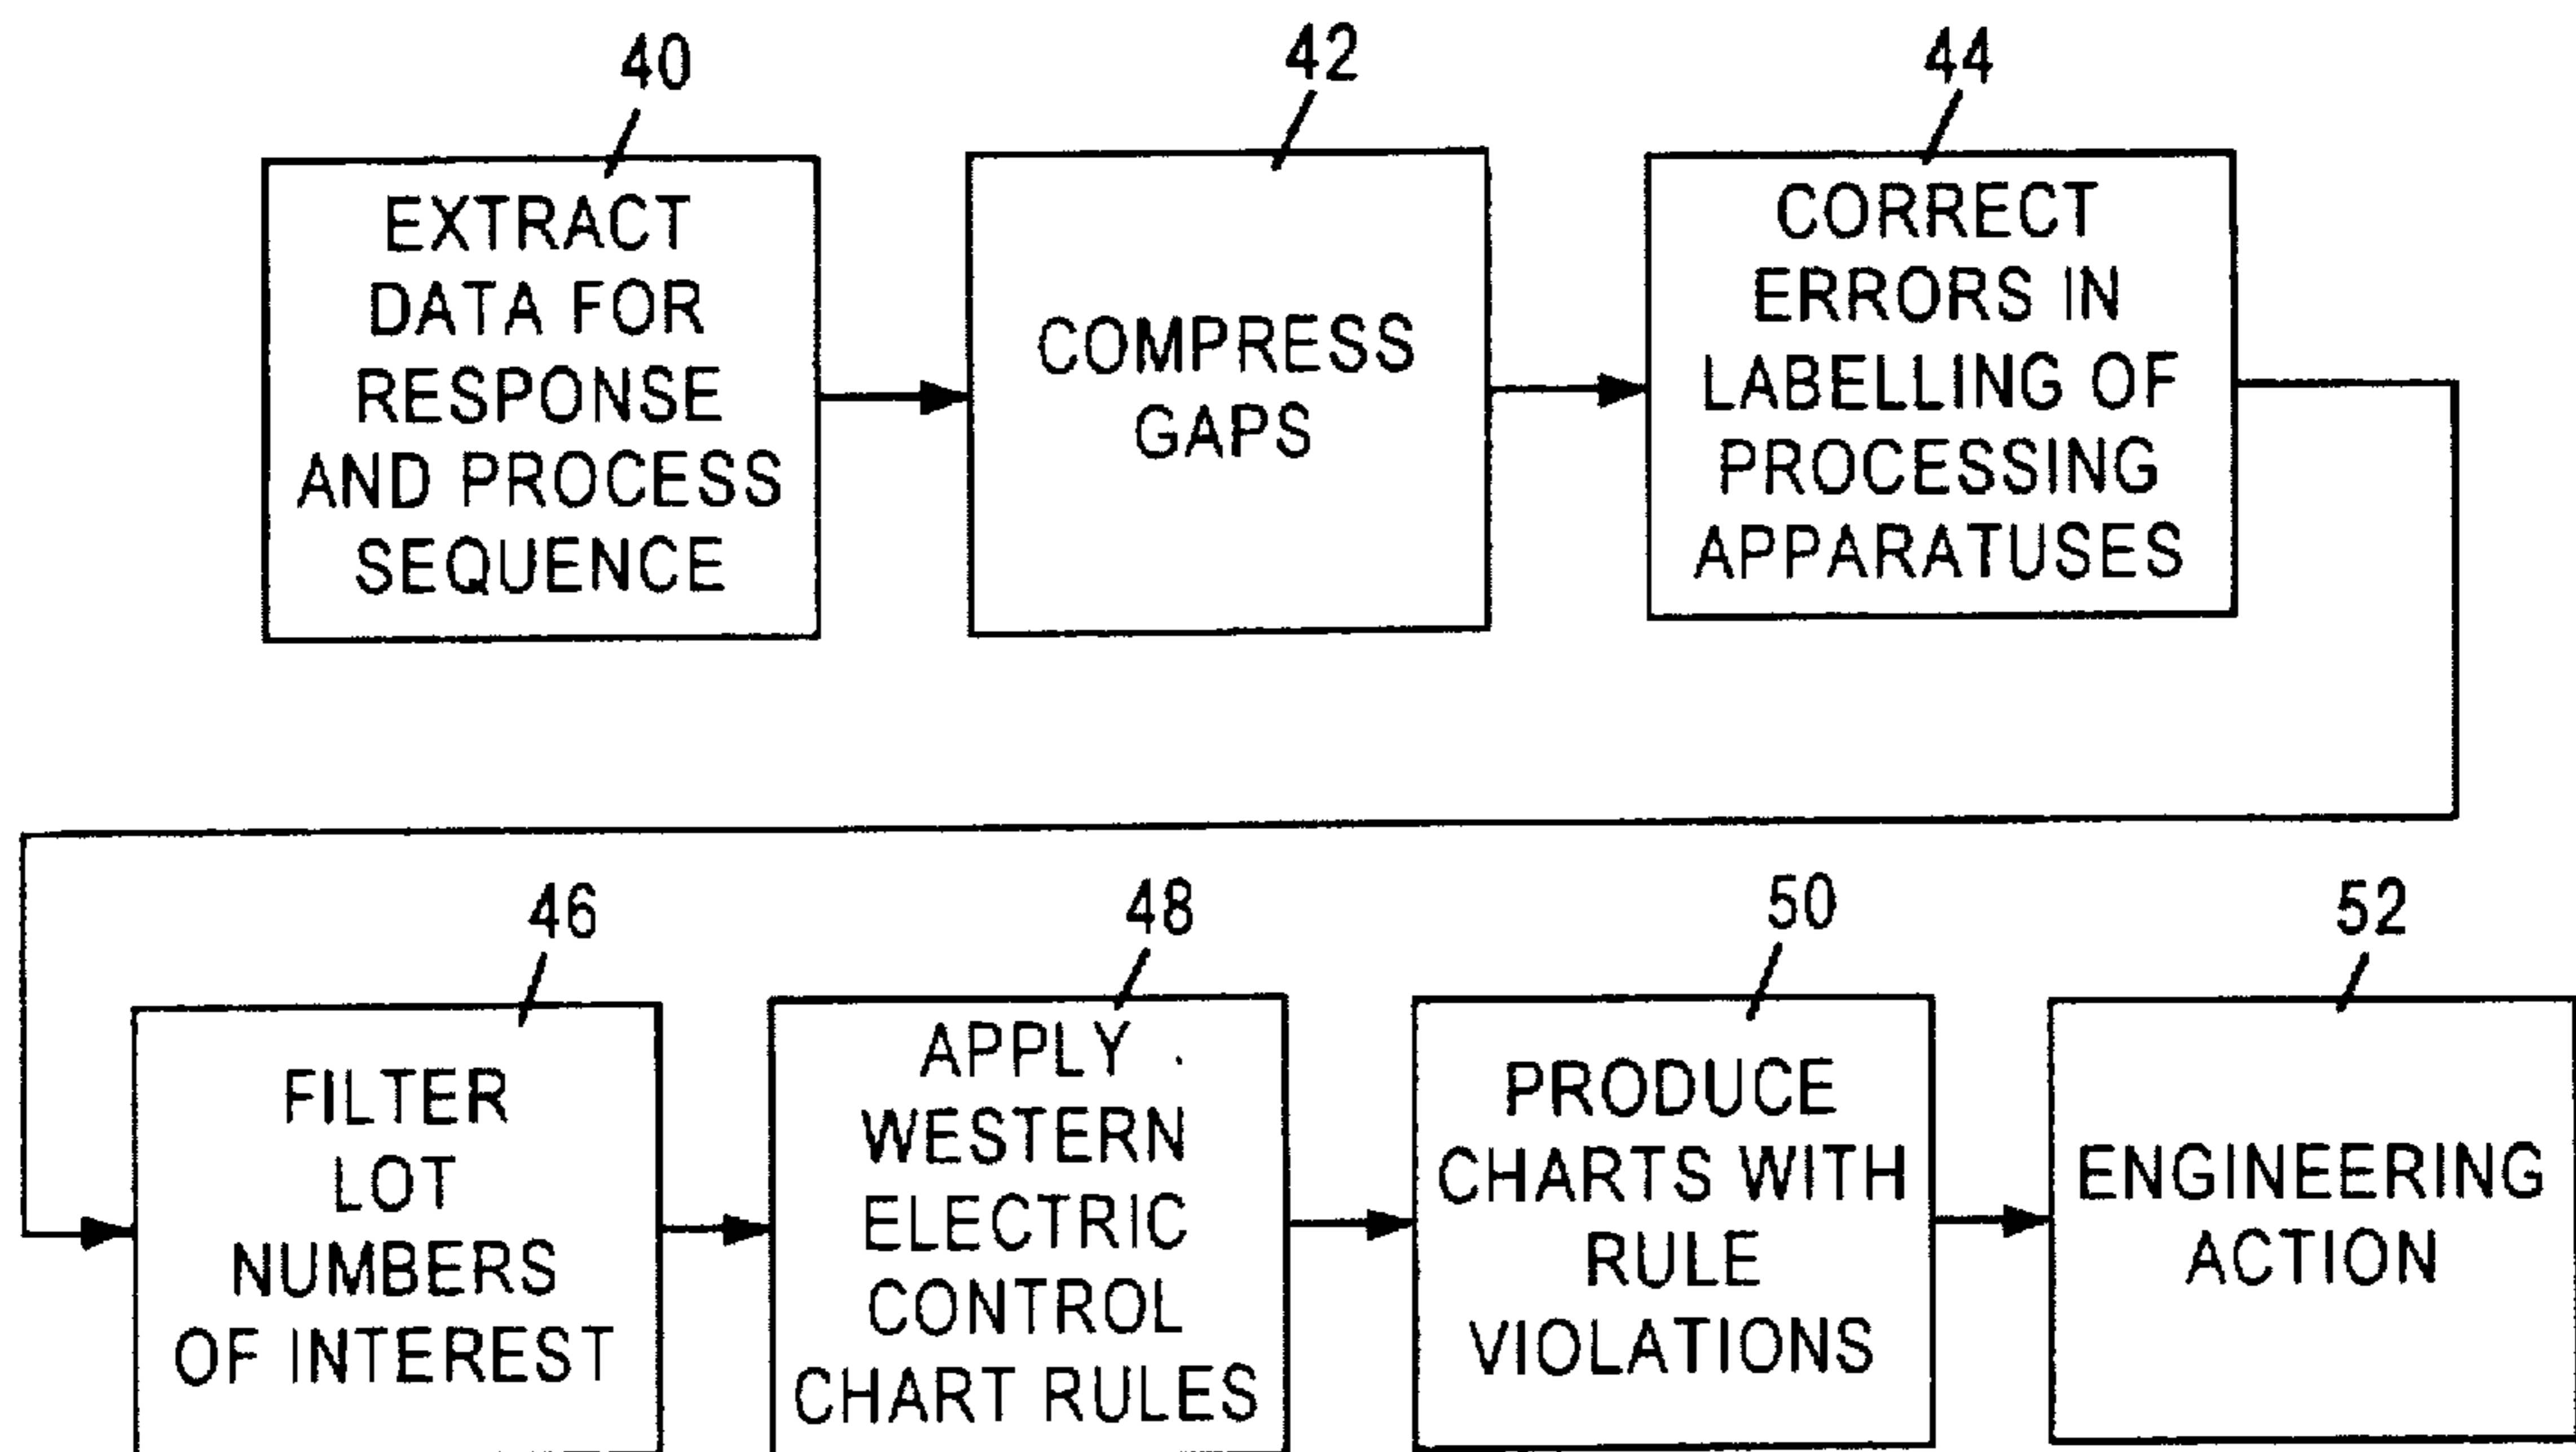 40
EXTRACT
DATA FOR
RESPONSE
AND PROCESS
SEQUENCE
42
COMPRESS
GAPS
44
CORRECT
ERRORS IN
LABELLING OF
PROCESSING
APPARATUSES
46
FILTER
LOT
NUMBERS
OF INTEREST
48
APPLY
WESTERN
ELECTRIC
CONTROL
CHART RULES
50
PRODUCE
CHARTS WITH
RULE
VIOLATIONS
52
ENGINEERING
ACTION